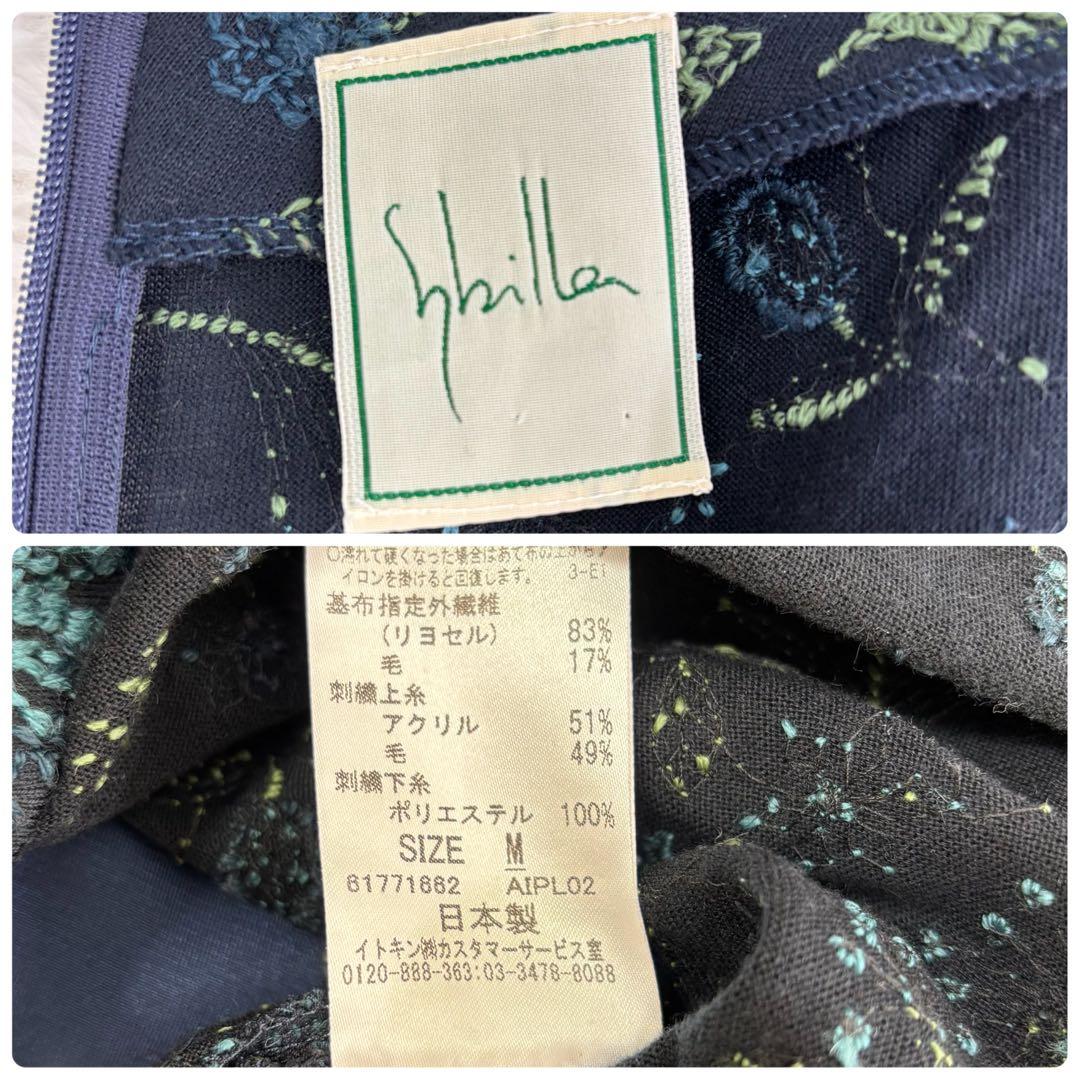 Sybilla
○濡れて硬くなった場合はあて布の上からア
イロンを掛けると回復します。 3-E1
基布指定外繊維
(リヨセル) 83%
毛 17%
刺繍上糸
アクリル 51%
毛 49%
刺繍下糸
ポリエステル 100%
SIZE M
61771662 AIPL02
日本製
イトキン㈱カスタマーサービス室
0120-888-363:03-3478-8088